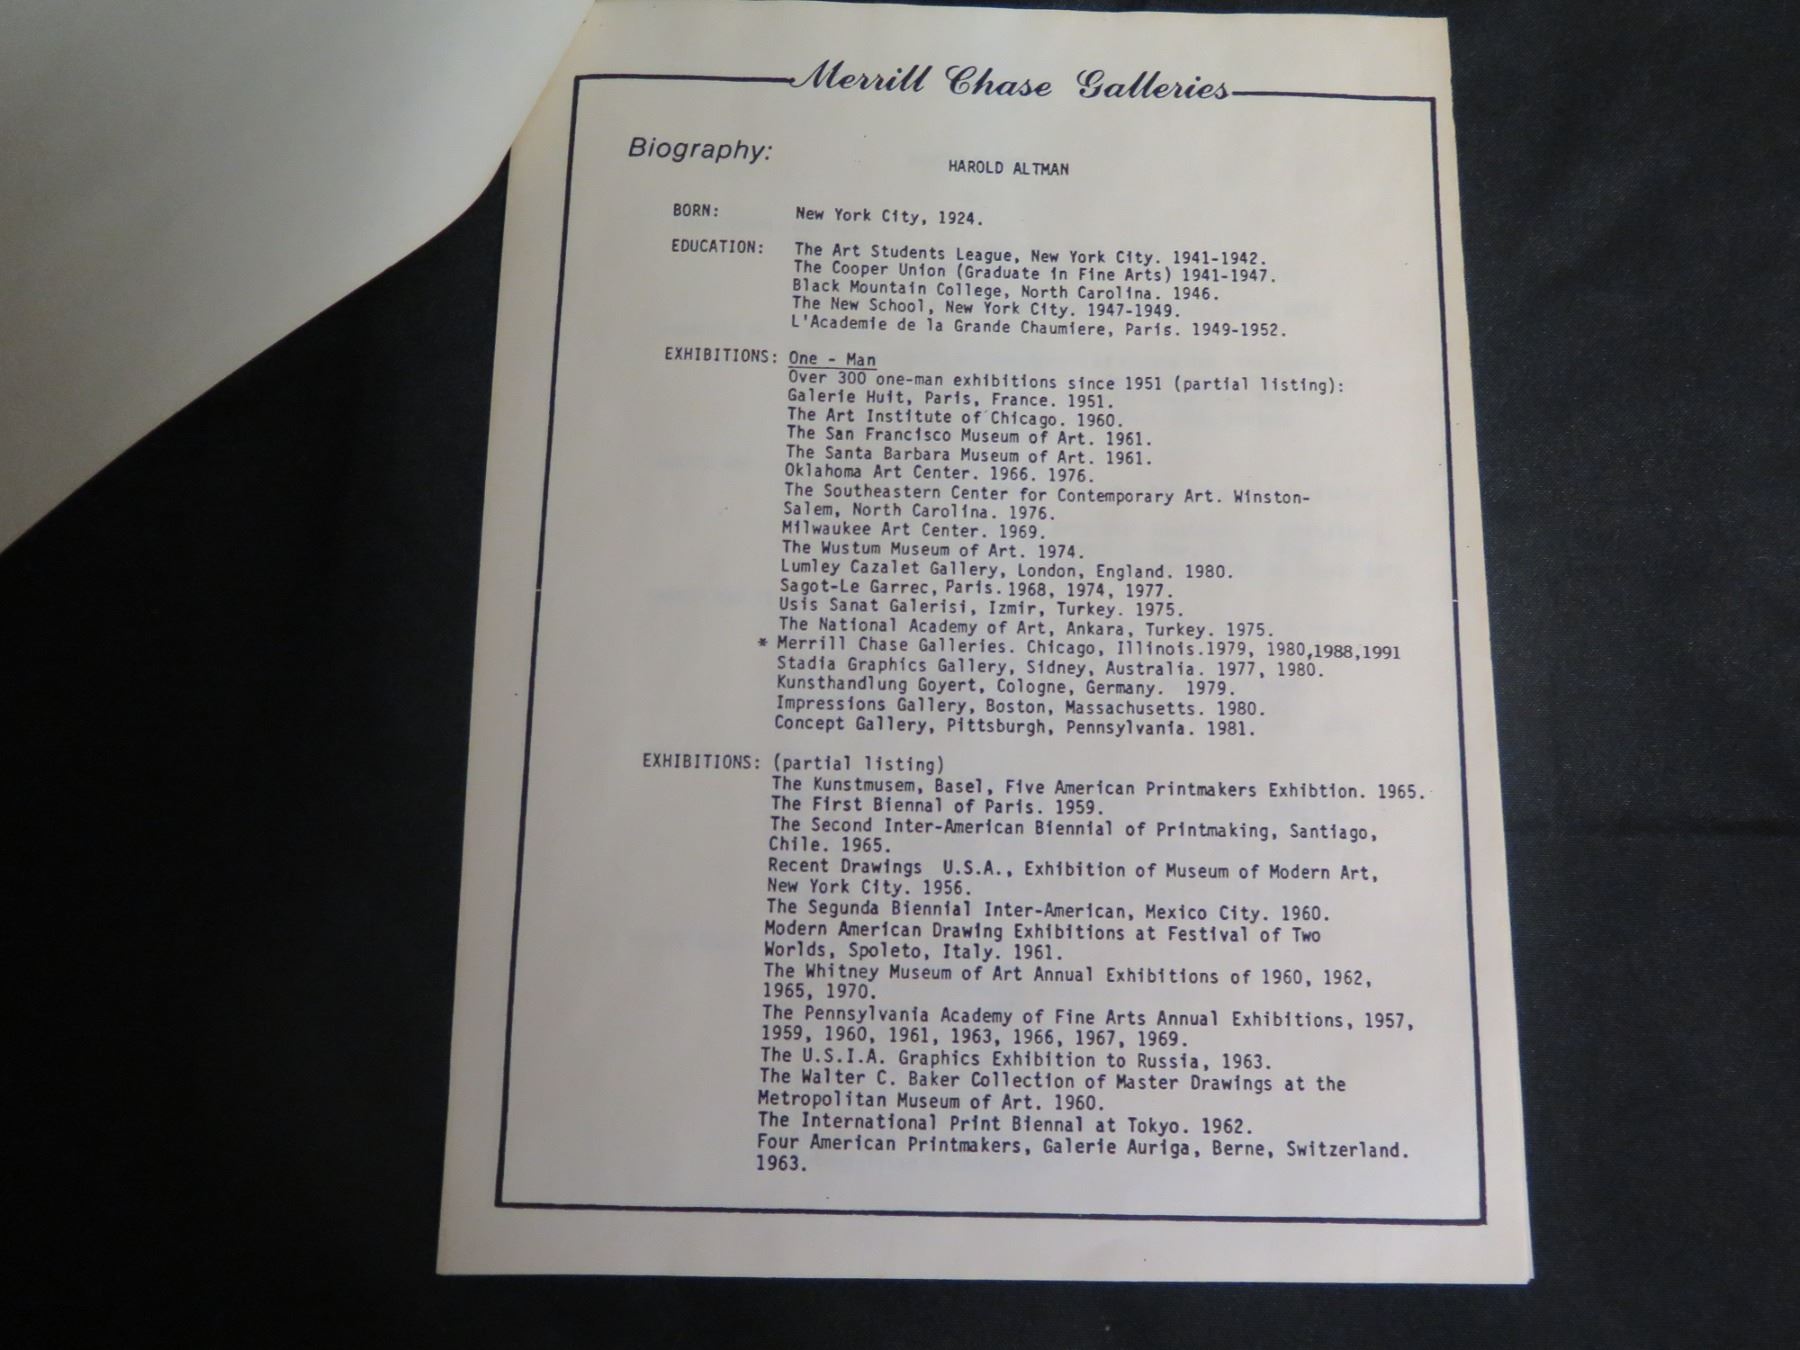 Merrill Chase Galleries
Biography:
HAROLD ALTMAN
BORN: New York City, 1924.
EDUCATION: The Art Students League, New York City. 1941-1942.
The Cooper Union (Graduate in Fine Arts) 1941-1947.
Black Mountain College, North Carolina. 1946.
The New School, New York City. 1947-1949.
L'Academie de la Grande Chaumiere, Paris. 1949-1952.
EXHIBITIONS: One - Man
Over 300 one-man exhibitions since 1951 (partial listing):
Galerie Huit, Paris, France. 1951.
The Art Institute of Chicago. 1960.
The San Francisco Museum of Art. 1961.
The Santa Barbara Museum of Art. 1961.
Oklahoma Art Center. 1966. 1976.
The Southeastern Center for Contemporary Art. Winston-
Salem, North Carolina. 1976.
Milwaukee Art Center. 1969.
The Wustum Museum of Art. 1974.
Lumley Cazalet Gallery, London, England. 1980.
Sagot-Le Garrec, Paris. 1968, 1974, 1977.
Usis Sanat Galerisi, Izmir, Turkey. 1975.
The National Academy of Art, Ankara, Turkey. 1975.
* Merrill Chase Galleries. Chicago, Illinois.1979, 1980,1988,1991
Stadia Graphics Gallery, Sidney, Australia. 1977, 1980.
Kunsthandlung Goyert, Cologne, Germany. 1979.
Impressions Gallery, Boston, Massachusetts. 1980.
Concept Gallery, Pittsburgh, Pennsylvania. 1981.
EXHIBITIONS: (partial listing)
The Kunstmusem, Basel, Five American Printmakers Exhibtion. 1965.
The First Biennal of Paris. 1959.
The Second Inter-American Biennial of Printmaking, Santiago,
Chile. 1965.
Recent Drawings U.S.A., Exhibition of Museum of Modern Art,
New York City. 1956.
The Segunda Biennial Inter-American, Mexico City. 1960.
Modern American Drawing Exhibitions at Festival of Two
Worlds, Spoleto, Italy. 1961.
The Whitney Museum of Art Annual Exhibitions of 1960, 1962,
1965, 1970.
The Pennsylvania Academy of Fine Arts Annual Exhibitions, 1957,
1959, 1960, 1961, 1963, 1966, 1967, 1969.
The U.S.I.A. Graphics Exhibition to Russia, 1963.
The Walter C. Baker Collection of Master Drawings at the
Metropolitan Museum of Art. 1960.
The International Print Biennal at Tokyo. 1962.
Four American Printmakers, Galerie Auriga, Berne, Switzerland.
1963.